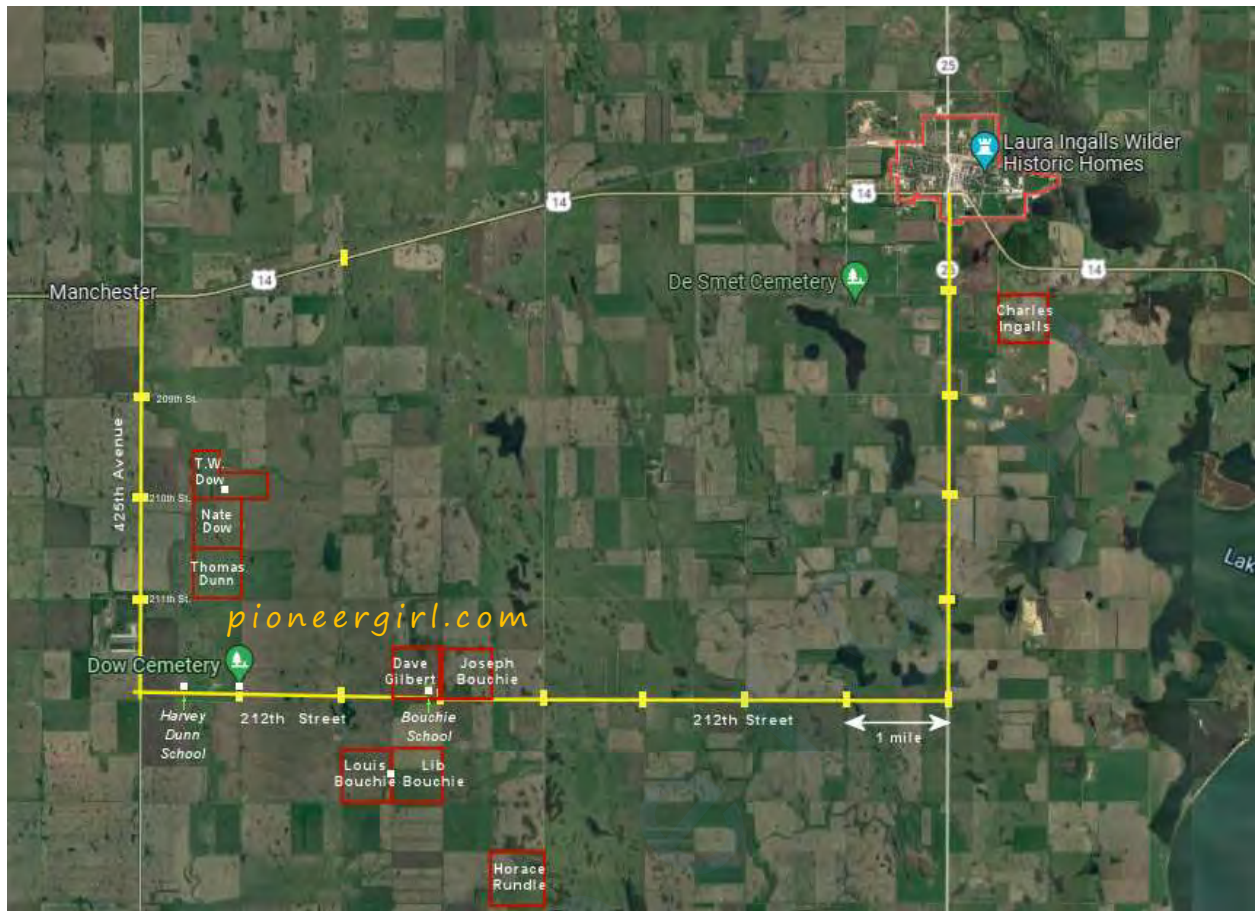 25
Laura Ingalls Wilder
Historic Homes
14
14
De Smet Cemetery
25
14
14
Manchester
Charles
Ingalls
209th St.
425th Avenue
T.W.
Dow
210th St.
Nate
Dow
Thomas
Dunn
Lak
211th St.
pioneergirl.com
Dow Cemetery
Dave
Gilbert
Joseph
Bouchie
Harvey
Dunn
School
212th Street
Bouchie
School
212th Street
1 mile
Louis
Bouchie
Lib
Bouchie
Horace
Rundle